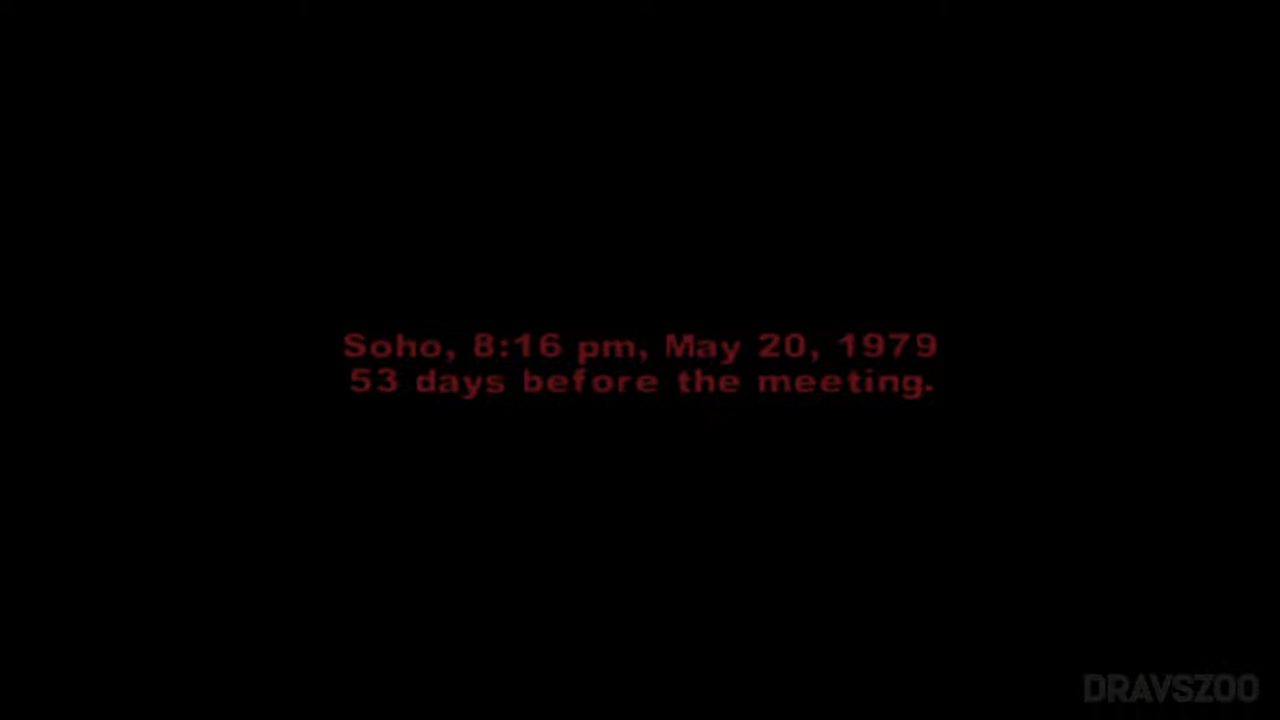 Soho, 8:16 pm, May 20, 1979
53 days before the meeting.
DRAVSZOO